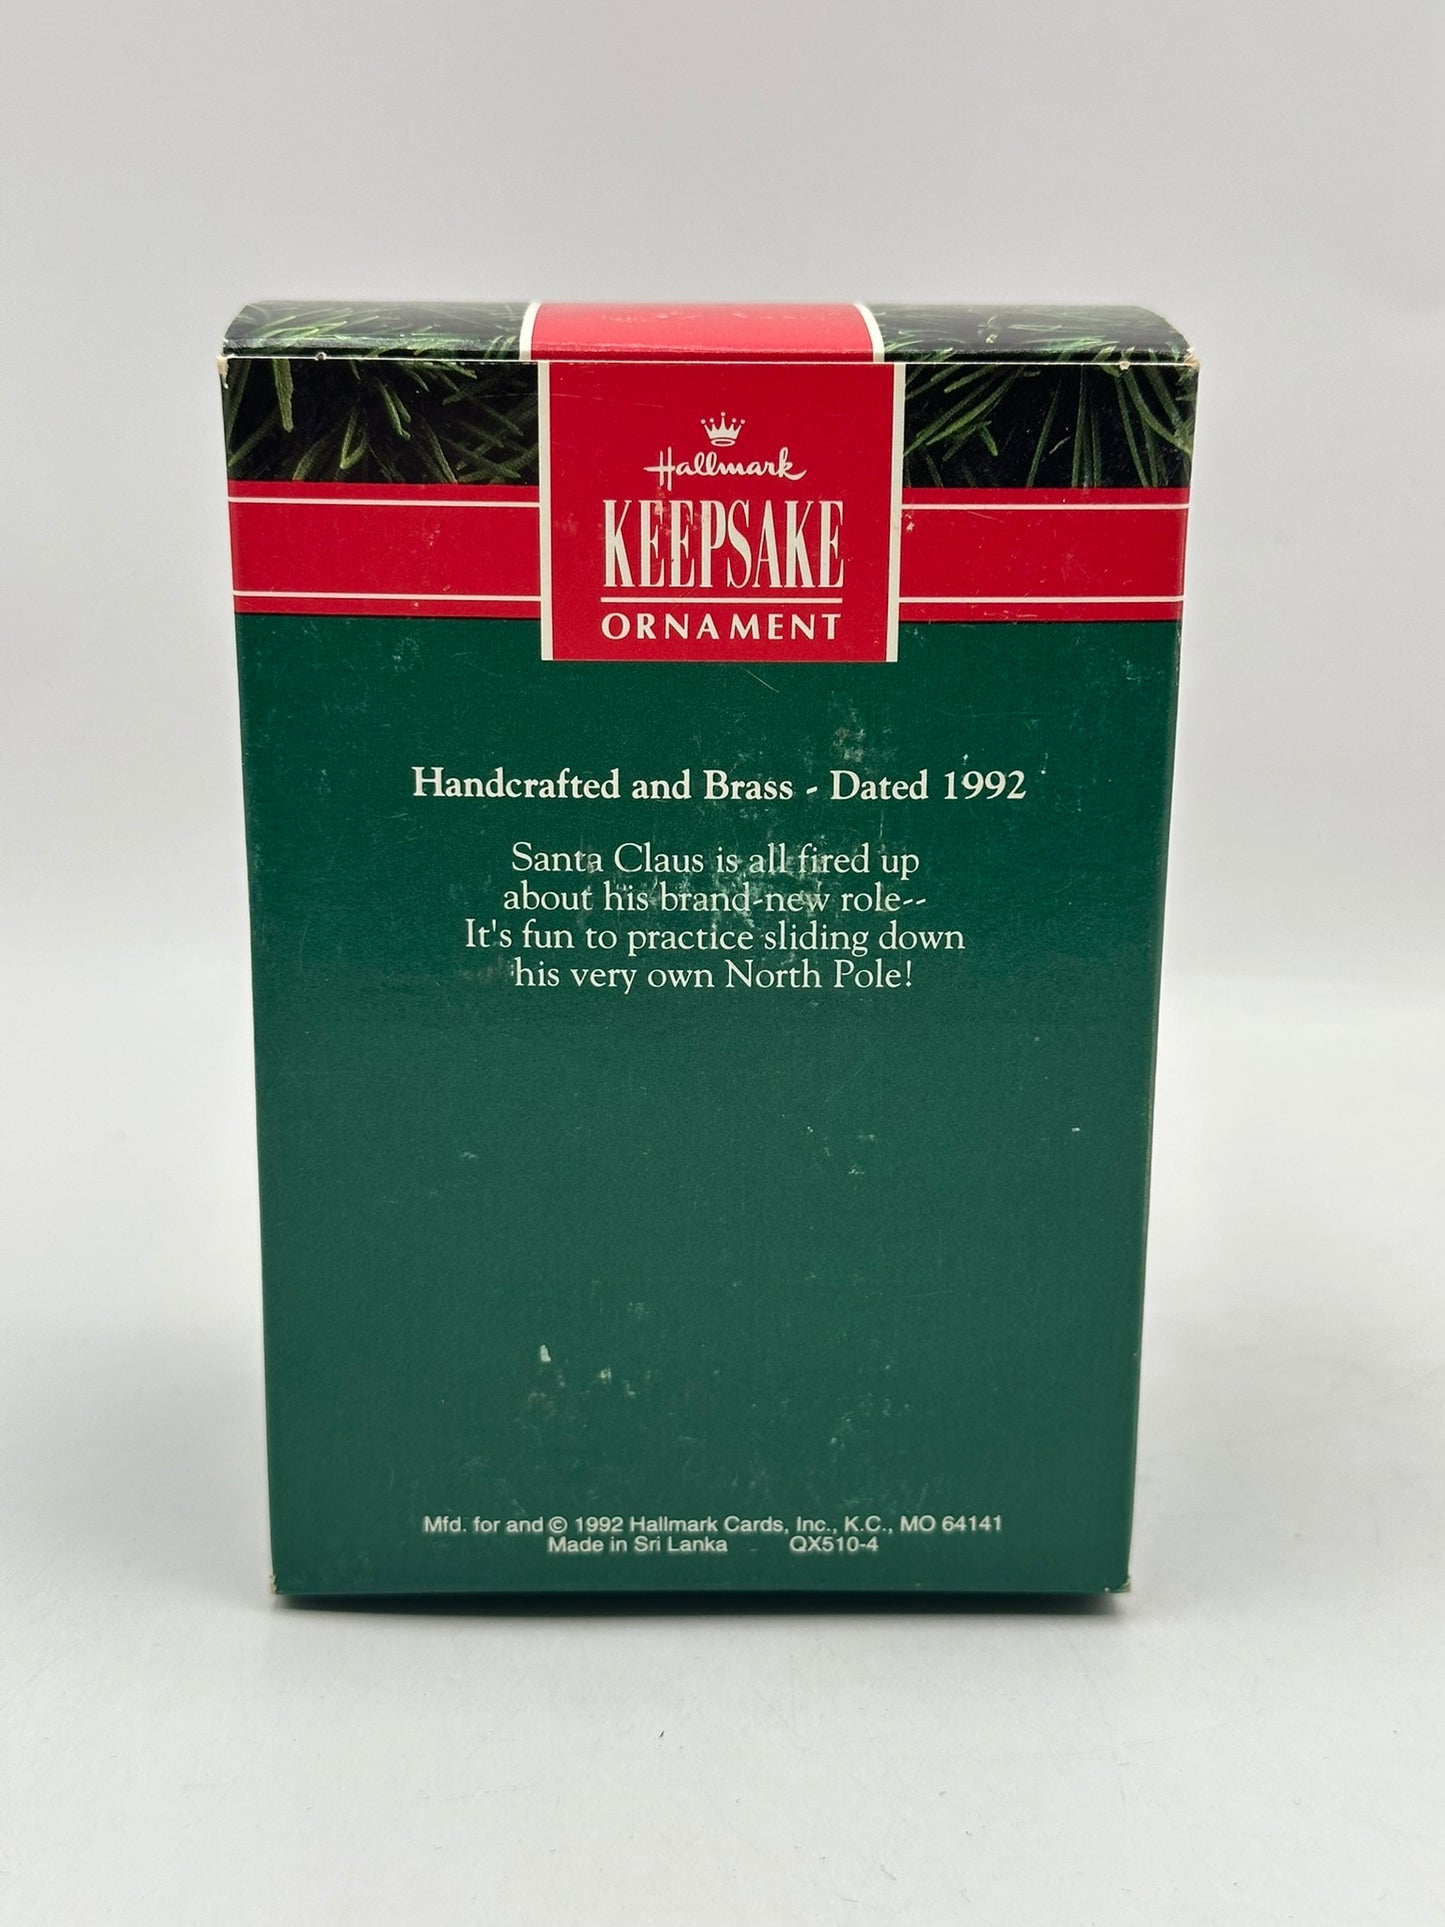 Hallmark
KEEPSAKE
ORNAMENT
Handcrafted and Brass - Dated 1992
Santa Claus is all fired up
about his brand-new role--
It's fun to practice sliding down
his very own North Pole!
Mfd. for and © 1992 Hallmark Cards, Inc., K.C., MO 64141
Made in Sri Lanka QX510-4